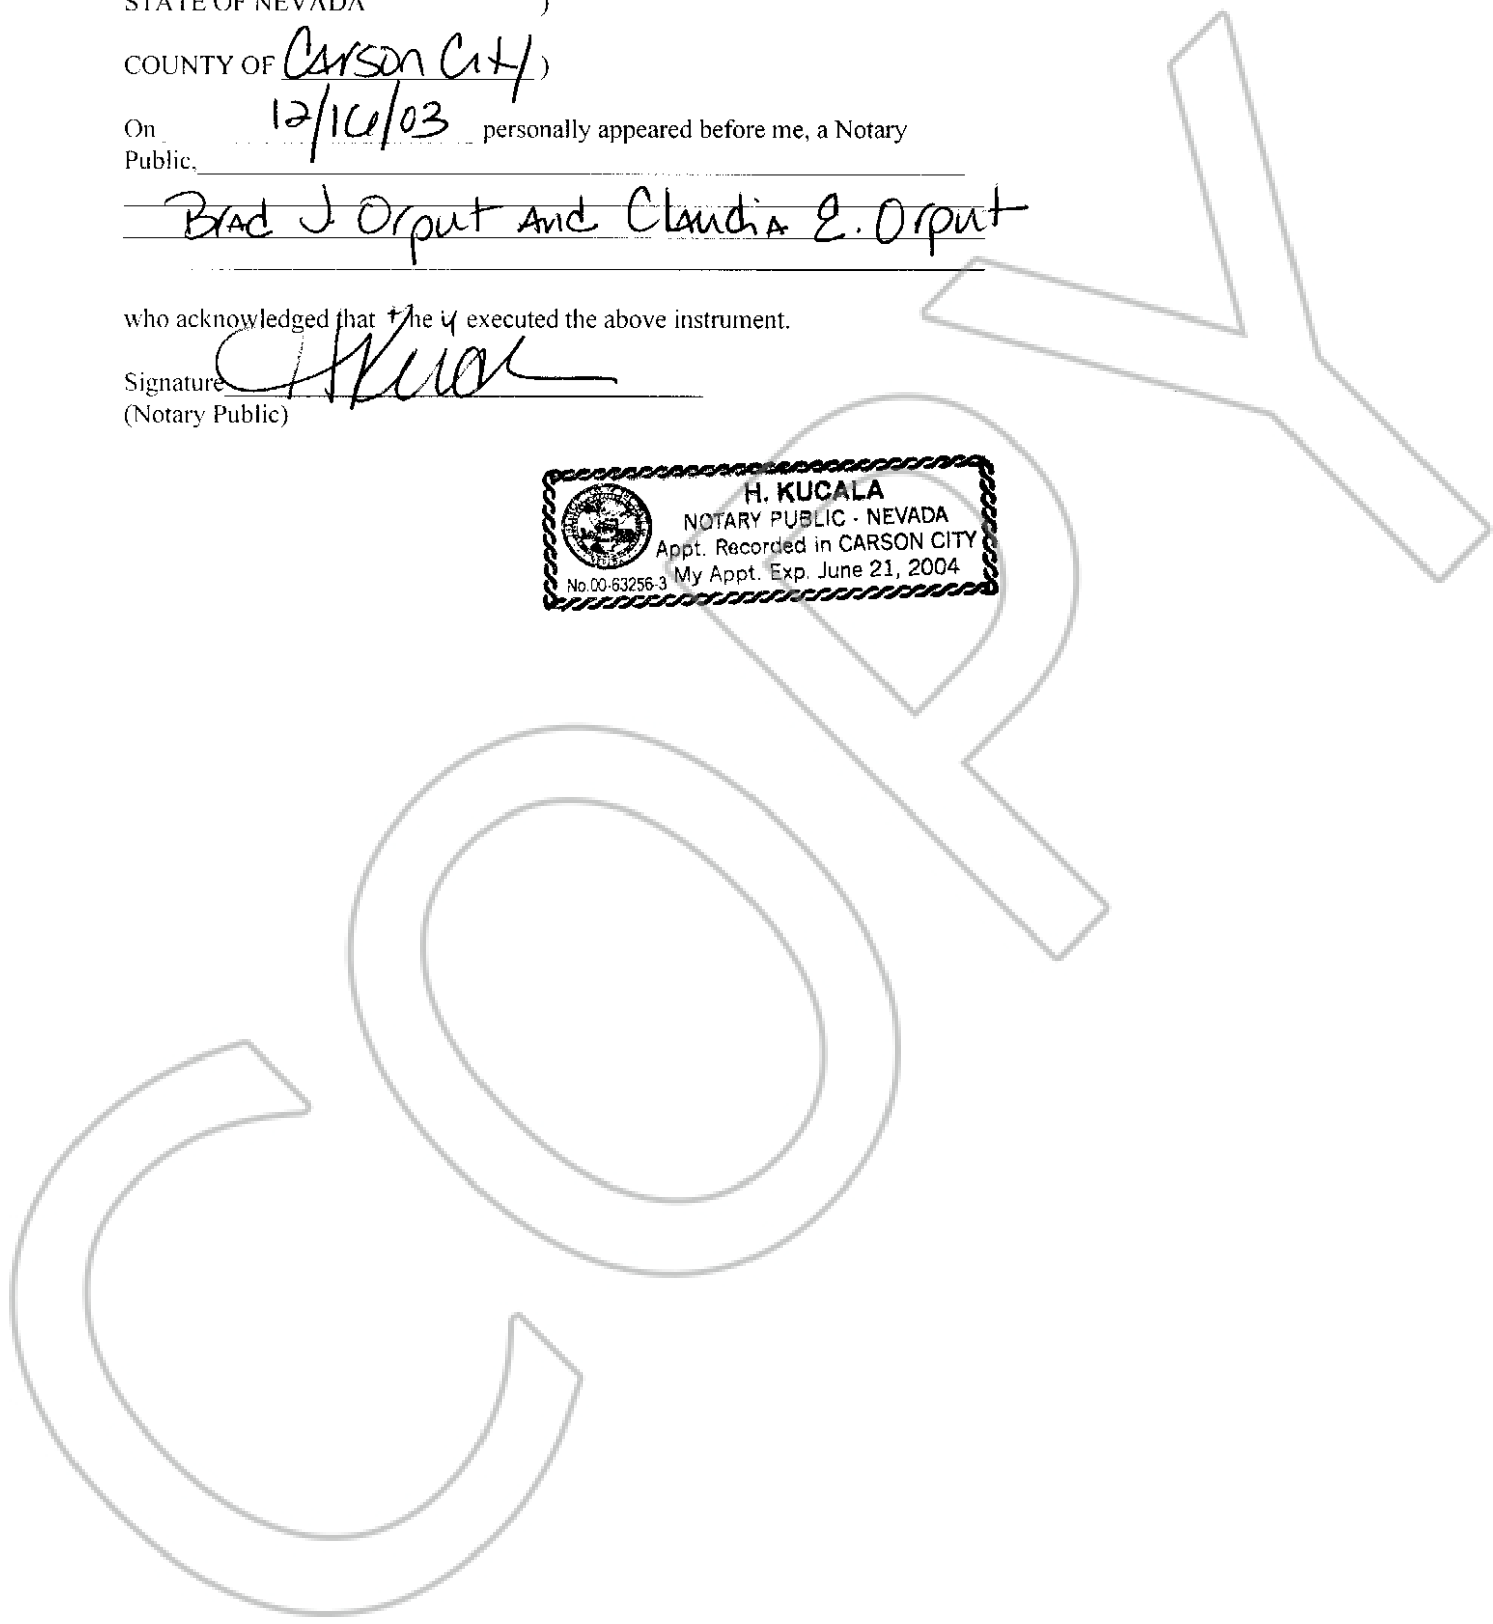 STATE OF NEVADA )
COUNTY OF Carson City )
On 12/16/03 personally appeared before me, a Notary
Public,
Brad J. Orput And Claudia E. Orput
who acknowledged that they executed the above instrument.
Signature
(Notary Public)
H. KUCALA
NOTARY PUBLIC - NEVADA
Appt. Recorded in CARSON CITY
No.00-63256-3 My Appt. Exp. June 21, 2004
COPY